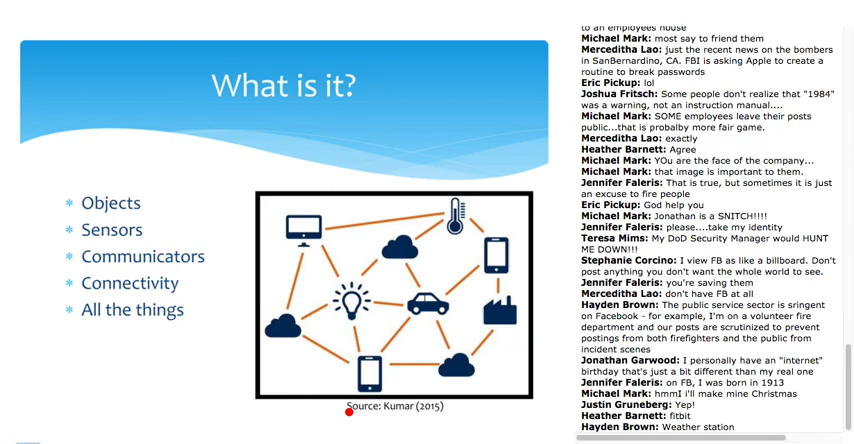 What is it?
Objects
Sensors
Communicators
Connectivity
All the things
Source: Kumar (2015)
to an employees house
Michael Mark: most say to friend them
Merceditha Lao: just the recent news on the bombers
in SanBernardino, CA. FBI is asking Apple to create a
routine to break passwords
Eric Pickup: lol
Joshua Fritsch: Some people don't realize that "1984"
was a warning, not an instruction manual....
Michael Mark: SOME employees leave their posts
public...that is probalby more fair game.
Merceditha Lao: exactly
Heather Barnett: Agree
Michael Mark: YOu are the face of the company...
Michael Mark: that image is important to them.
Jennifer Faleris: That is true, but sometimes it is just
an excuse to fire people
Eric Pickup: God help you
Michael Mark: Jonathan is a SNITCH!!!!
Jennifer Faleris: please....take my identity
Teresa Mims: My DoD Security Manager would HUNT
ME DOWN!!!
Stephanie Corcino: I view FB as like a billboard. Don't
post anything you don't want the whole world to see.
Jennifer Faleris: you're saving them
Merceditha Lao: don't have FB at all
Hayden Brown: The public service sector is sringent
on Facebook - for example, I'm on a volunteer fire
department and our posts are scrutinized to prevent
postings from both firefighters and the public from
incident scenes
Jonathan Garwood: I personally have an "internet"
birthday that's just a bit different than my real one
Jennifer Faleris: on FB, I was born in 1913
Michael Mark: hmmI i'll make mine Christmas
Justin Gruneberg: Yep!
Heather Barnett: fitbit
Hayden Brown: Weather station